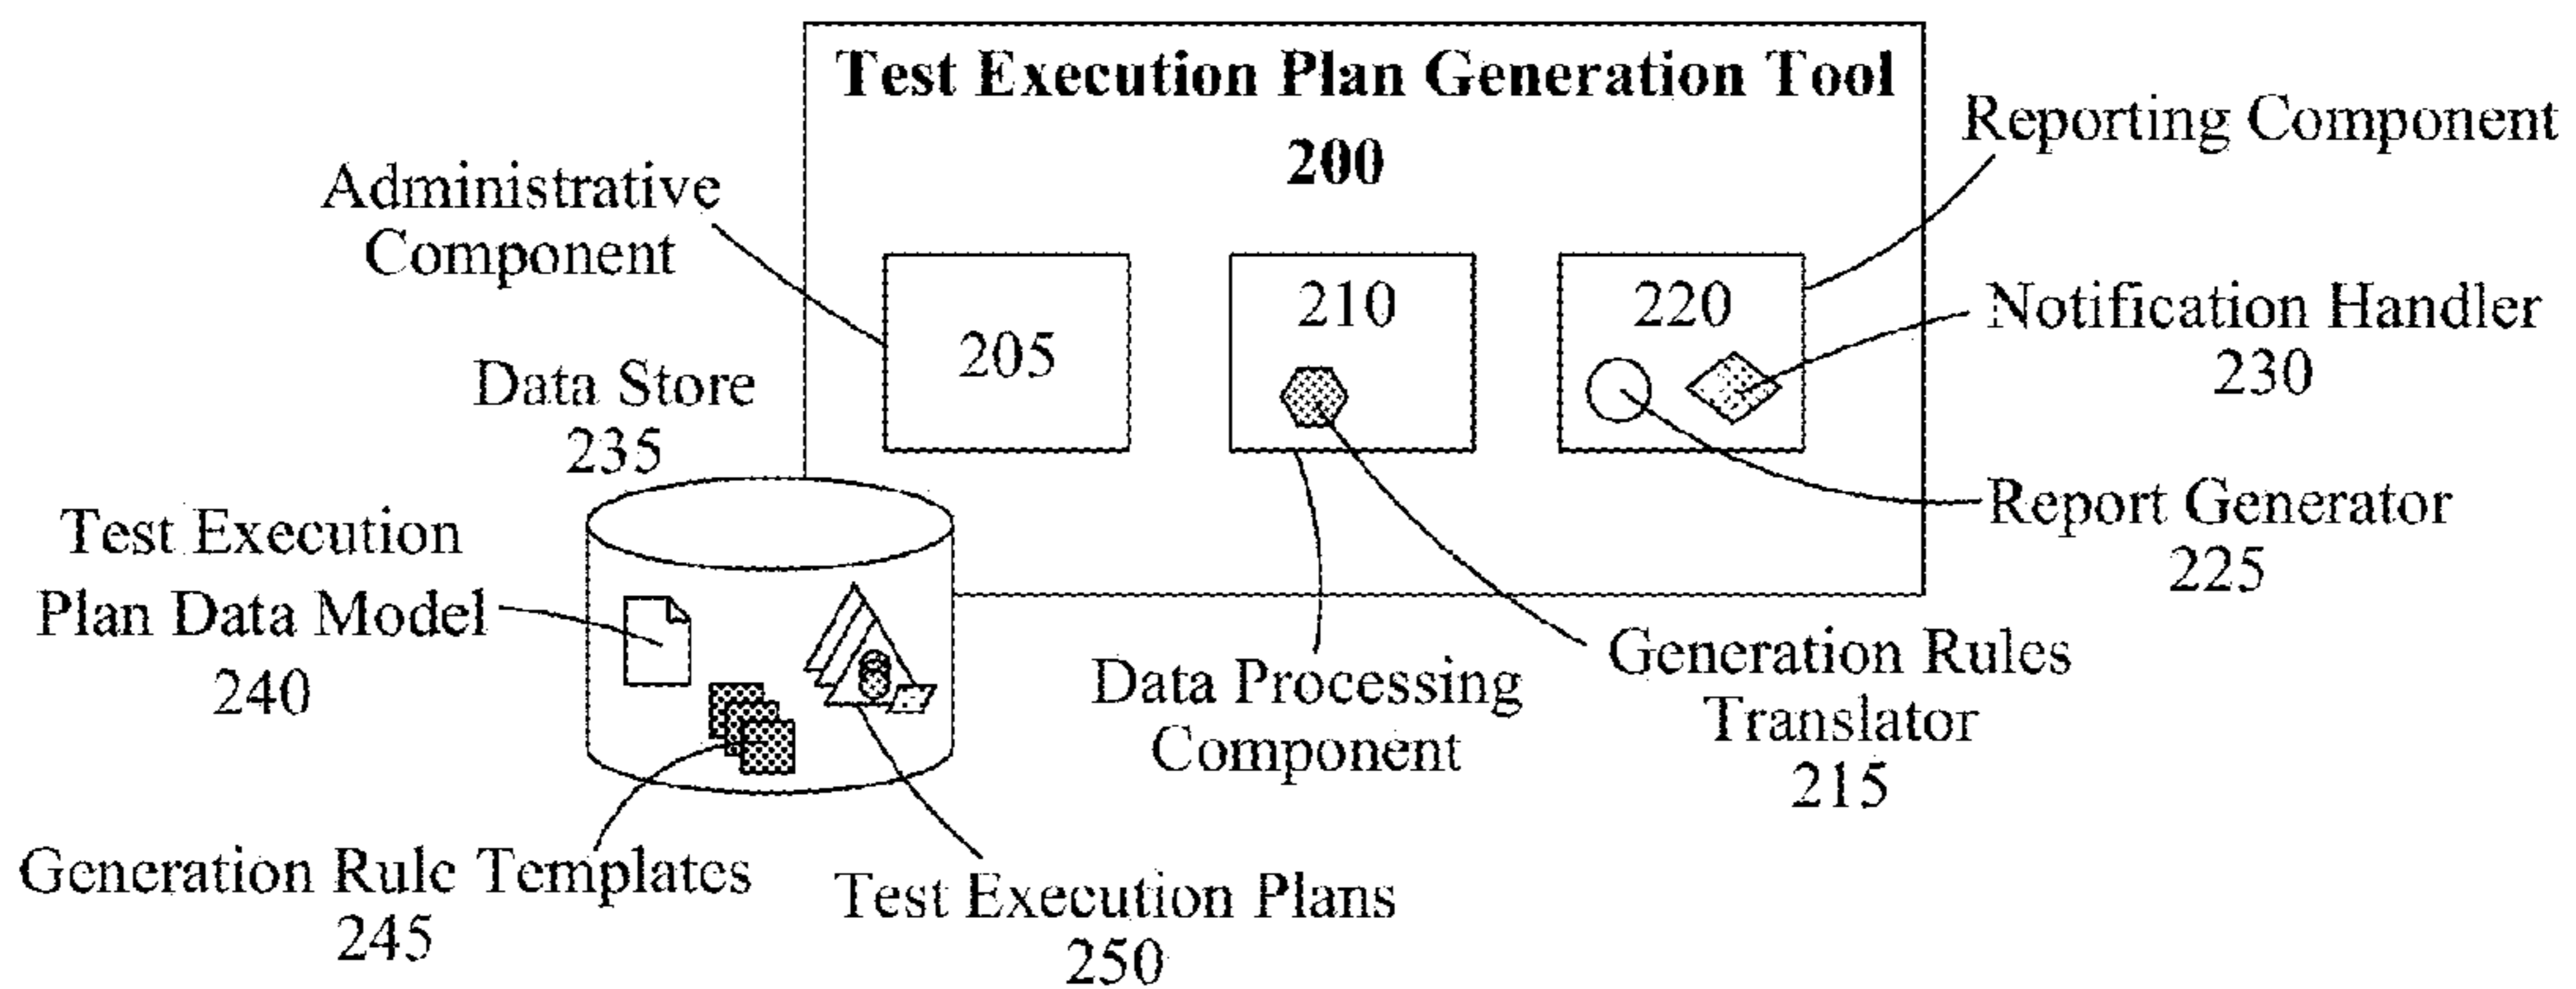 Test Execution Plan Generation Tool
200
Reporting Component
Administrative
Component
205
210
220
Notification Handler
230
Data Store
235
Report Generator
225
Test Execution
Plan Data Model
240
Data Processing
Component
Generation Rules
Translator
215
Generation Rule Templates
245
Test Execution Plans
250